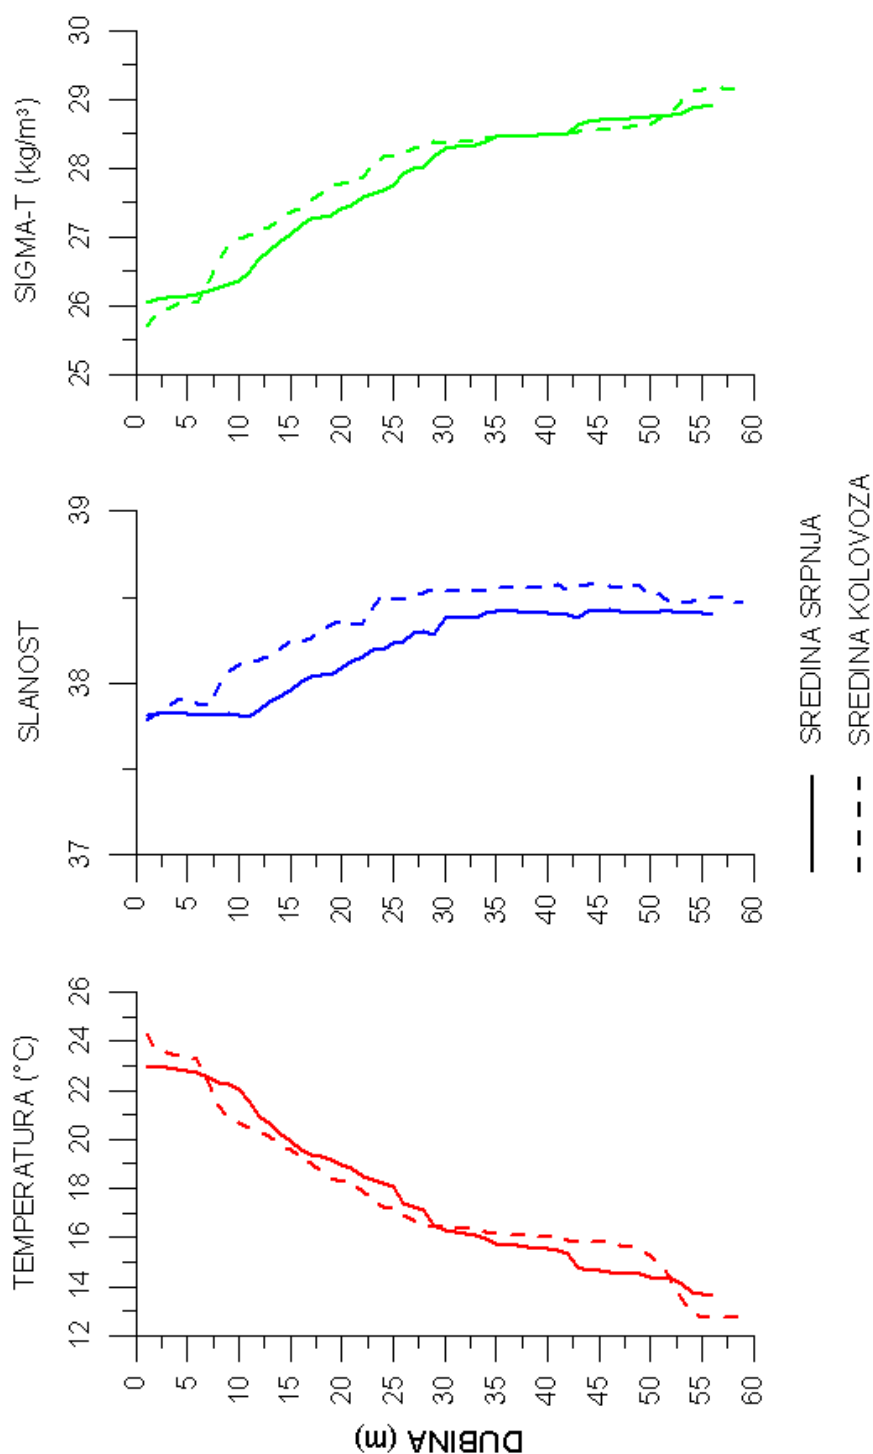 TEMPERATURA (°C) SLANOST SIGMA-T (kg/m³)
12 14 16 18 20 22 24 26 37 38 39 25 26 27 28 29 30
DUBINA (m)
0 0 0
5 5 5
10 10 10
15 15 15
20 20 20
25 25 25
30 30 30
35 35 35
40 40 40
45 45 45
50 50 50
55 55 55
60 60 60
SREDINA SRPNJA
SREDINA KOLOVOZA